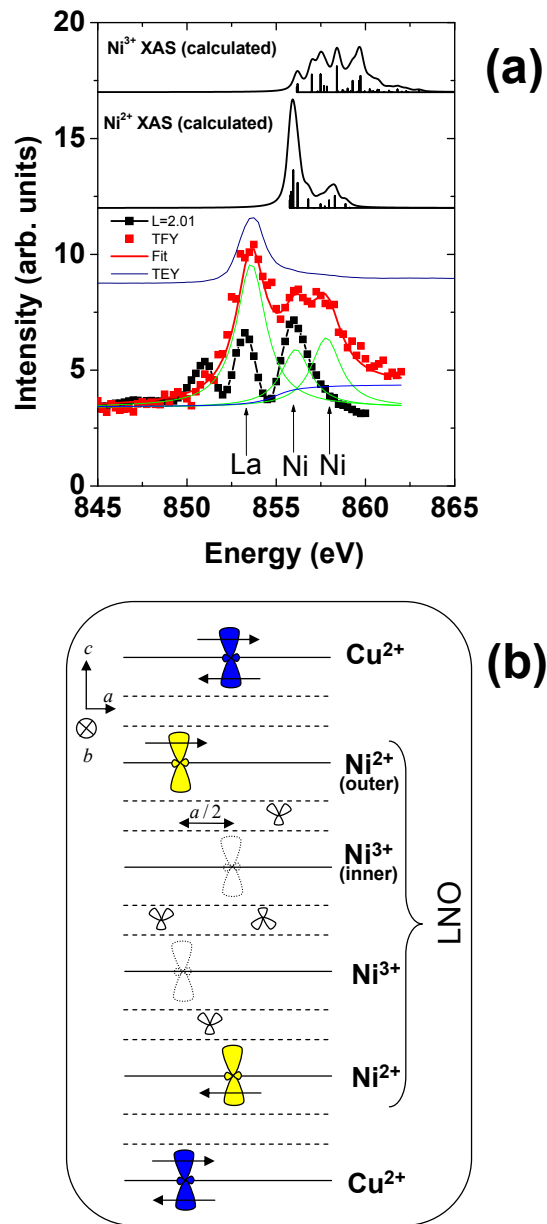 20
Ni³⁺ XAS (calculated)
(a)
15
Ni²⁺ XAS (calculated)
L=2.01
TFY
Fit
TEY
10
5
0
Intensity (arb. units)
La Ni Ni
845 850 855 860 865
Energy (eV)
(b)
c
a
b
Cu²⁺
Ni²⁺
(outer)
a/2
Ni³⁺
(inner)
LNO
Ni³⁺
Ni²⁺
Cu²⁺